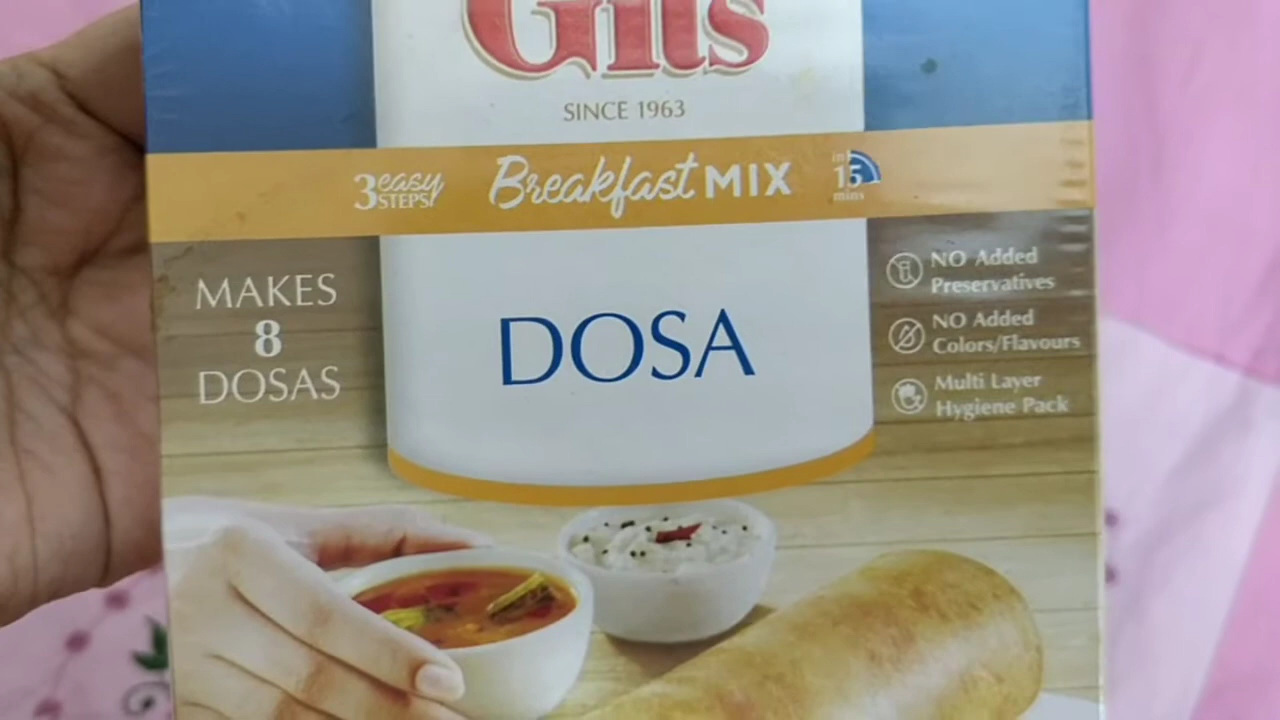 Gits
SINCE 1963
3 easy STEPS!
Breakfast MIX
in
15
mins
MAKES
8
DOSAS
DOSA
NO Added
Preservatives
NO Added
Colors/Flavours
Multi Layer
Hygiene Pack